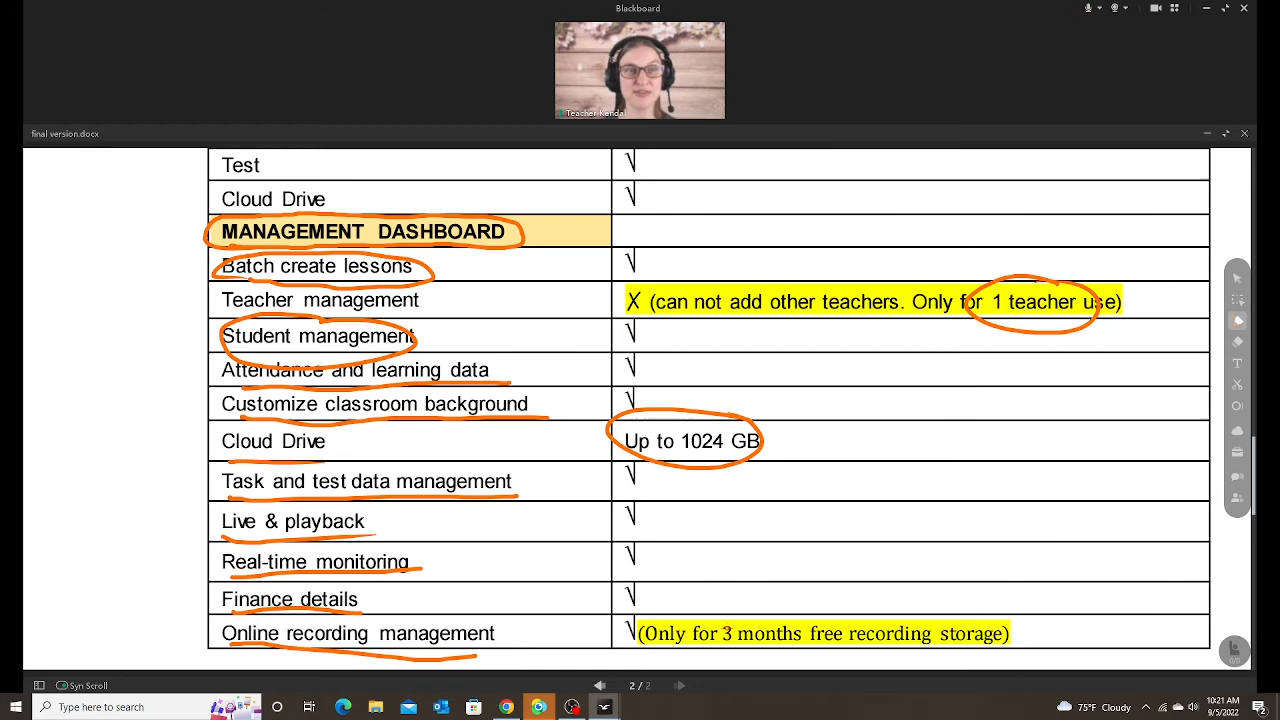 Blackboard
Teacher Kendal
final version.docx
Test √
Cloud Drive √
MANAGEMENT DASHBOARD
Batch create lessons √
Teacher management X (can not add other teachers. Only for 1 teacher use)
Student management √
Attendance and learning data √
Customize classroom background √
Cloud Drive Up to 1024 GB
Task and test data management √
Live & playback √
Real-time monitoring √
Finance details √
Online recording management √(Only for 3 months free recording storage)
0/0
Syn Scroll 2 / 2
Type here to search 75°F Cloudy 10:21 AM
9/5/2022